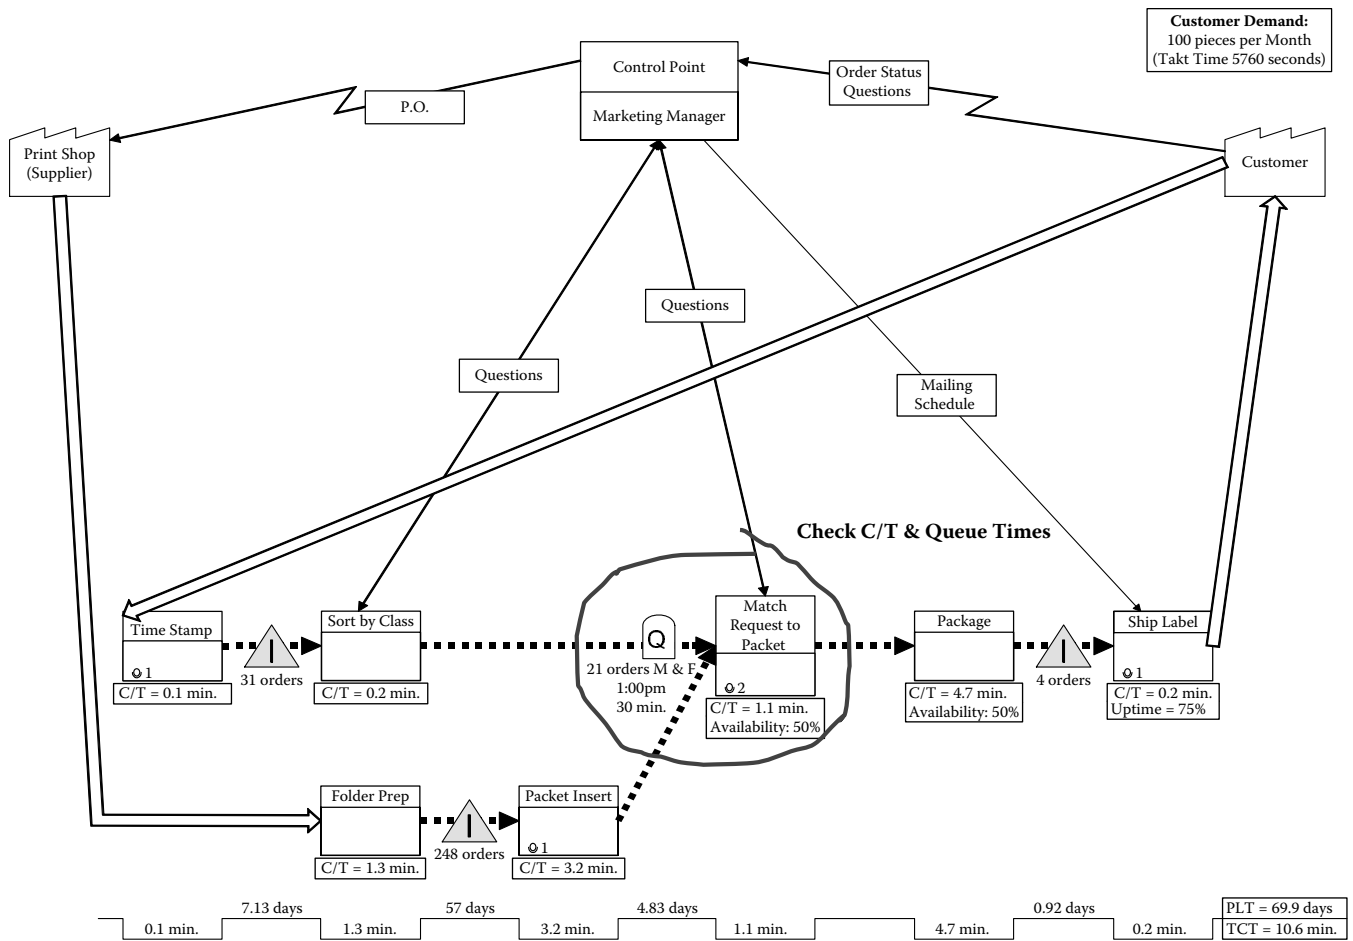 Customer Demand:
100 pieces per Month
(Takt Time 5760 seconds)
Control Point
Marketing Manager
Order Status
Questions
P.O.
Print Shop
(Supplier)
Customer
Questions
Questions
Mailing
Schedule
Check C/T & Queue Times
Time Stamp
1
C/T = 0.1 min.
I
31 orders
Sort by Class
C/T = 0.2 min.
Q
21 orders M & F
1:00pm
30 min.
Match
Request to
Packet
2
C/T = 1.1 min.
Availability: 50%
Package
C/T = 4.7 min.
Availability: 50%
I
4 orders
Ship Label
1
C/T = 0.2 min.
Uptime = 75%
Folder Prep
C/T = 1.3 min.
I
248 orders
Packet Insert
1
C/T = 3.2 min.
7.13 days
57 days
4.83 days
0.92 days
PLT = 69.9 days
0.1 min.
1.3 min.
3.2 min.
1.1 min.
4.7 min.
0.2 min.
TCT = 10.6 min.